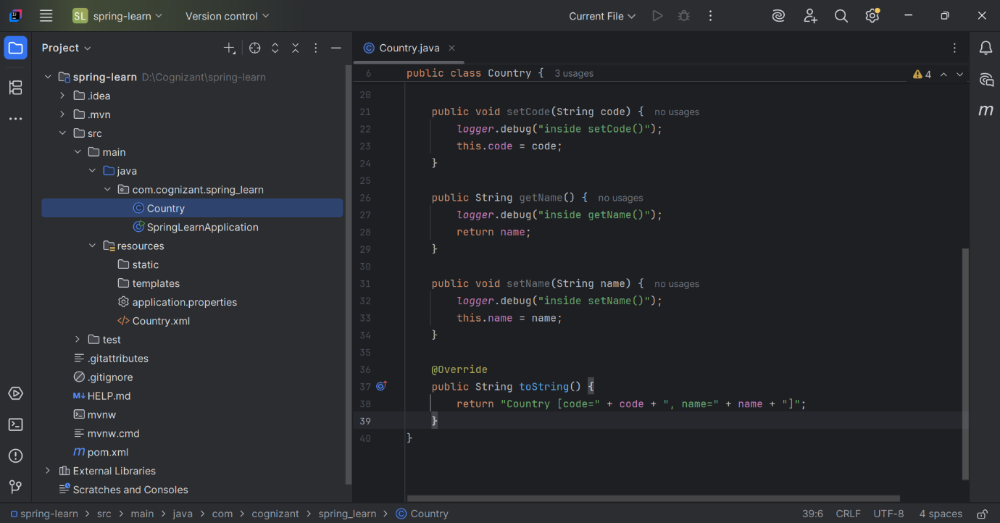 SL spring-learn Version control Current File
Project
spring-learn D:\Cognizant\spring-learn
.idea
.mvn
src
main
java
com.cognizant.spring_learn
Country
SpringLearnApplication
resources
static
templates
application.properties
</> Country.xml
test
.gitattributes
.gitignore
M↓ HELP.md
mvnw
mvnw.cmd
m pom.xml
External Libraries
Scratches and Consoles
Country.java
6 public class Country { 3 usages 4
20
21 public void setCode(String code) { no usages
22 logger.debug("inside setCode()");
23 this.code = code;
24 }
25
26 public String getName() { no usages
27 logger.debug("inside getName()");
28 return name;
29 }
30
31 public void setName(String name) { no usages
32 logger.debug("inside setName()");
33 this.name = name;
34 }
35
36 @Override
37 public String toString() {
38 return "Country [code=" + code + ", name=" + name + "]";
39 }
40 }
m
spring-learn > src > main > java > com > cognizant > spring_learn > Country 39:6 CRLF UTF-8 4 spaces